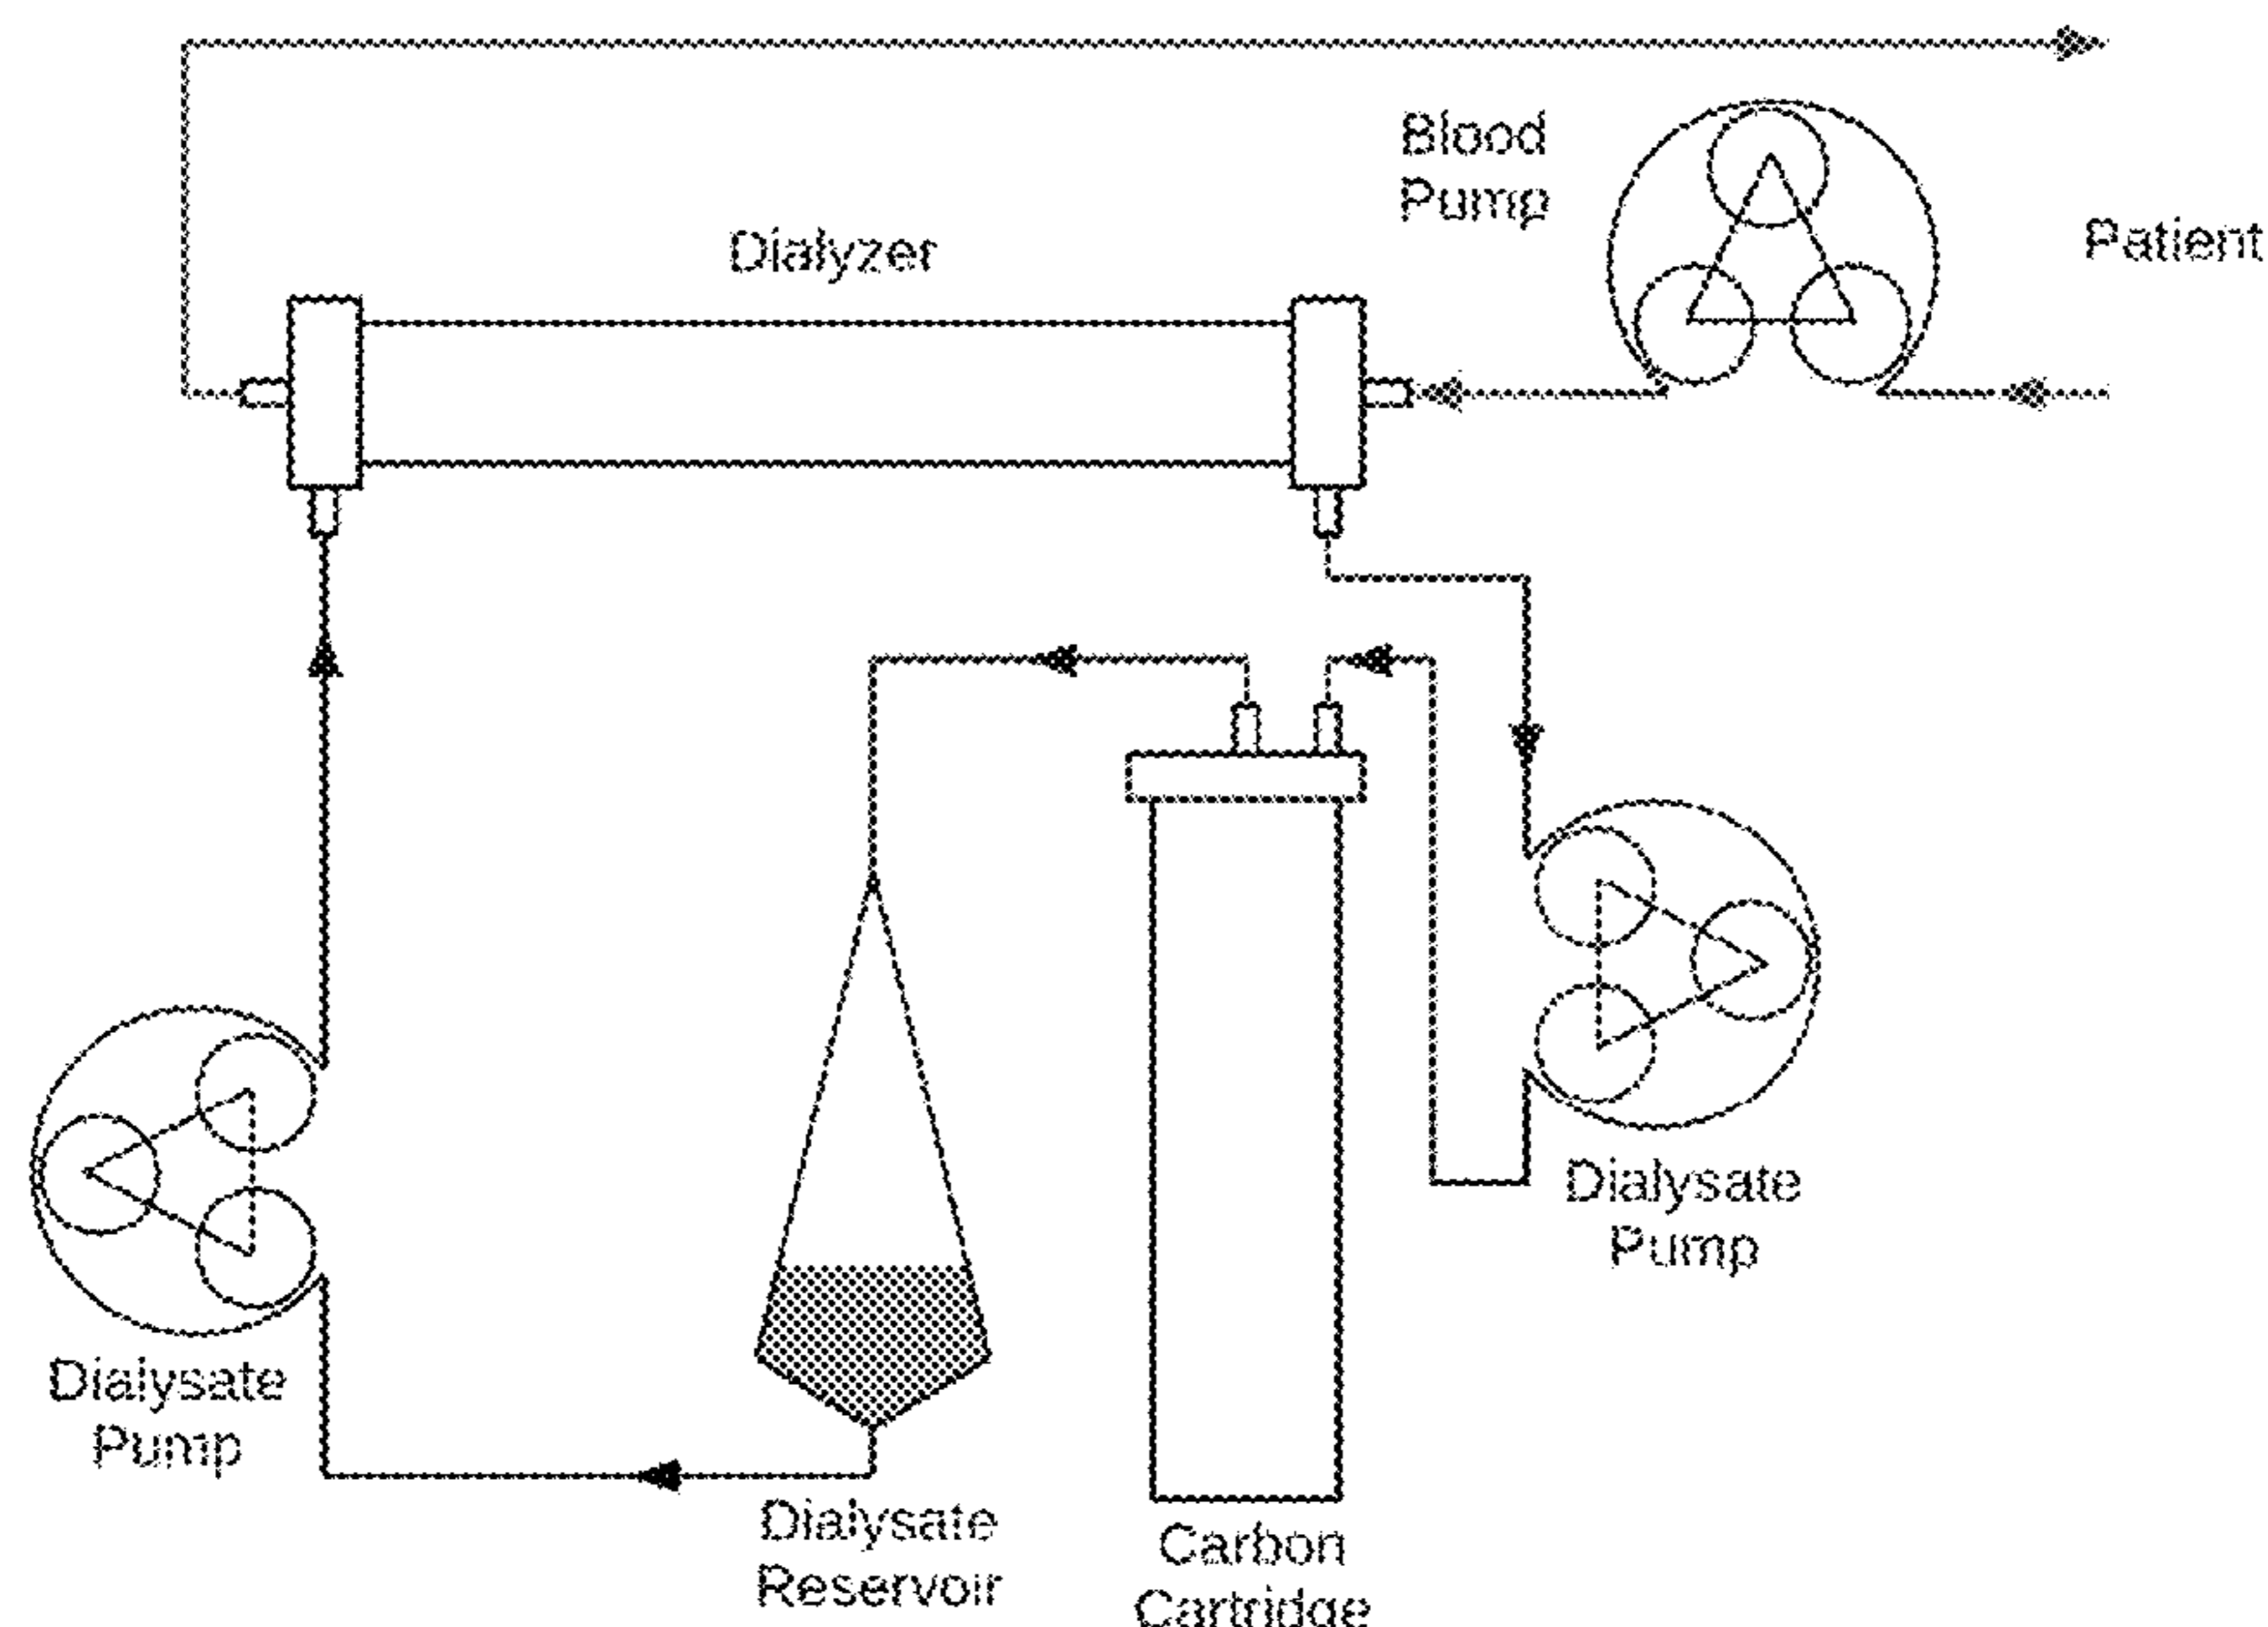 Blood
Pump
Patient
Dialyzer
Dialysate
Pump
Dialysate
Pump
Dialysate
Reservoir
Carbon
Cartridge